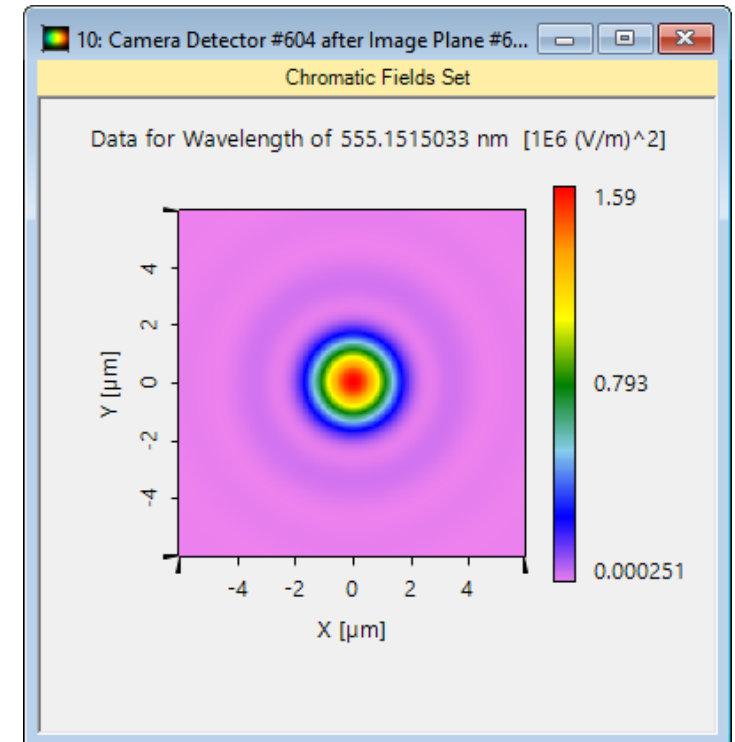 10: Camera Detector #604 after Image Plane #6...
Chromatic Fields Set
Data for Wavelength of 555.1515033 nm [1E6 (V/m)^2]
1.59
0.793
0.000251
Y [µm]
4
2
0
-2
-4
-4 -2 0 2 4
X [µm]